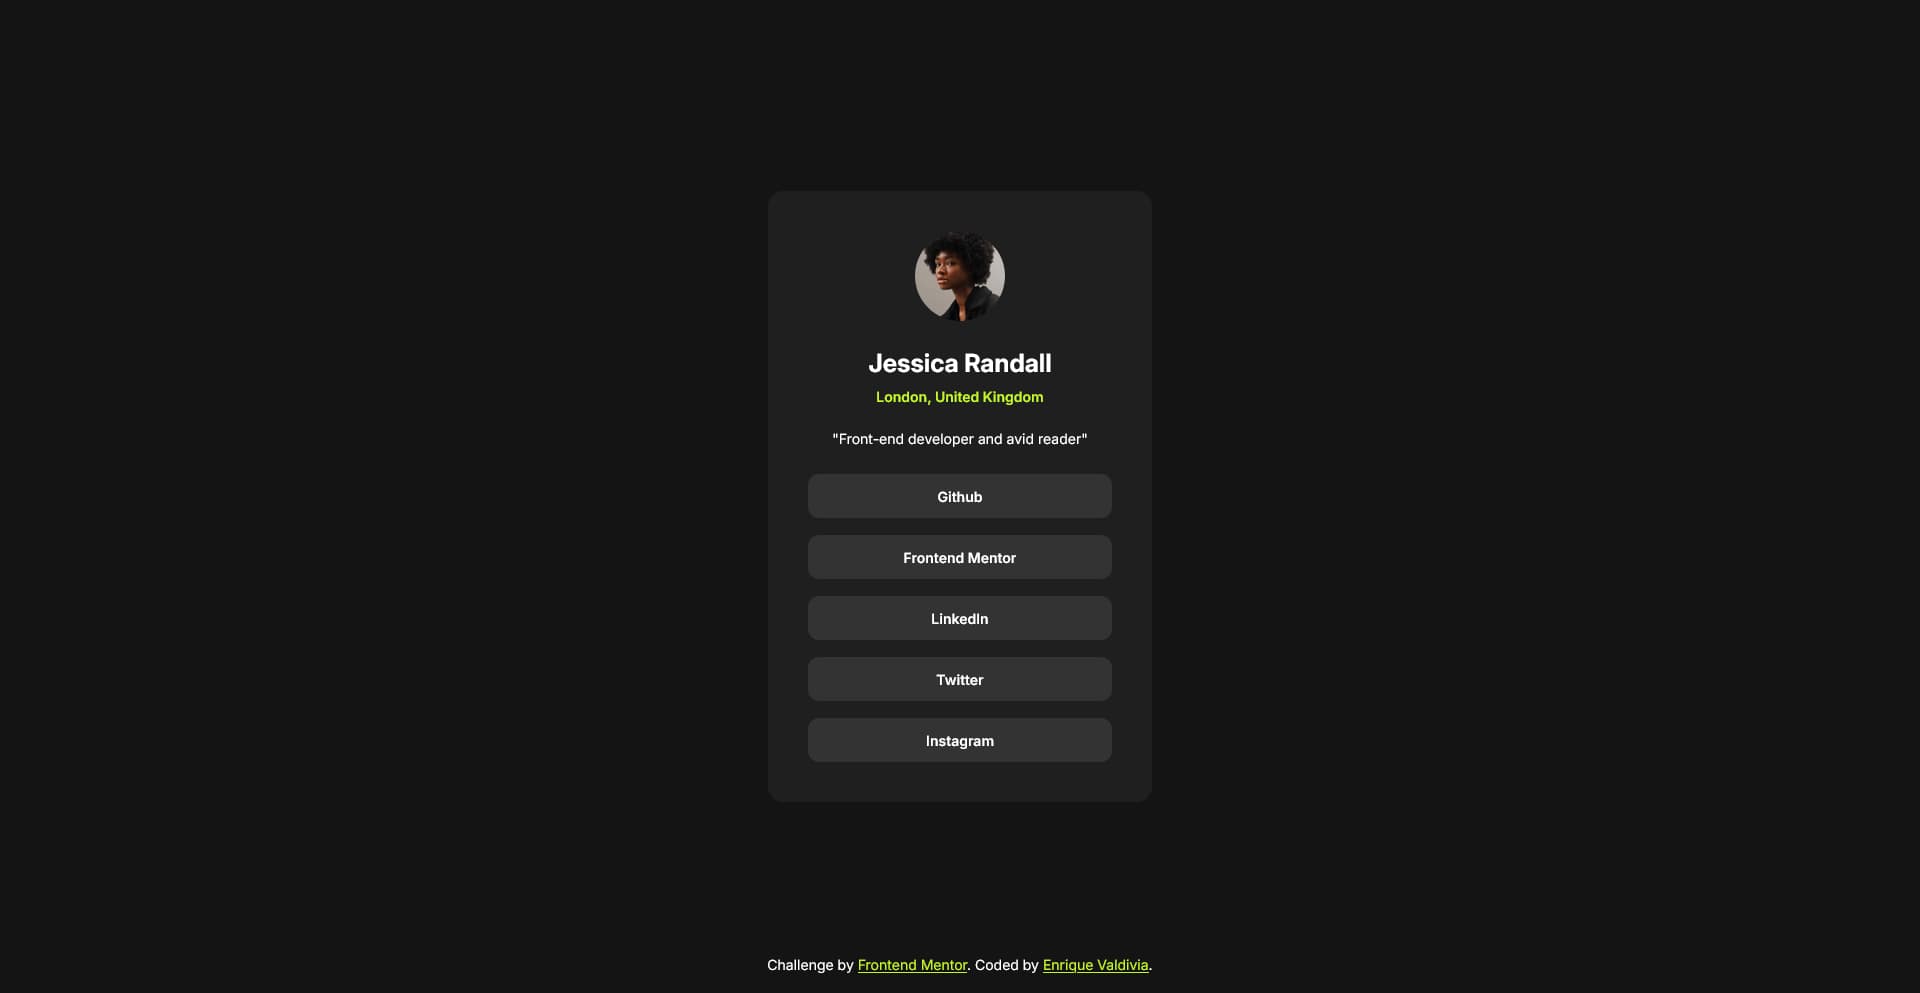 Jessica Randall
London, United Kingdom
"Front-end developer and avid reader"
Github
Frontend Mentor
LinkedIn
Twitter
Instagram
Challenge by Frontend Mentor. Coded by Enrique Valdivia.